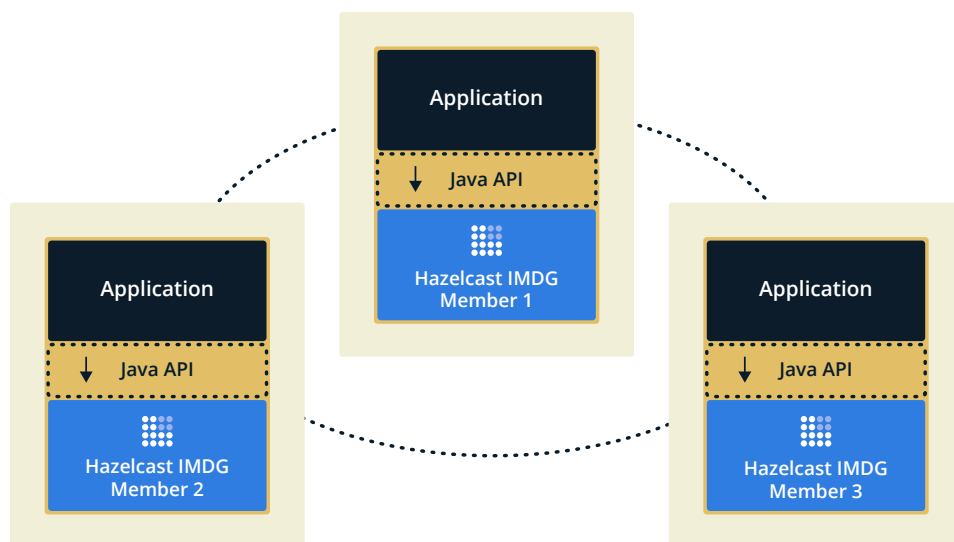 Application
Java API
Hazelcast IMDG
Member 1
Application
Java API
Hazelcast IMDG
Member 2
Application
Java API
Hazelcast IMDG
Member 3